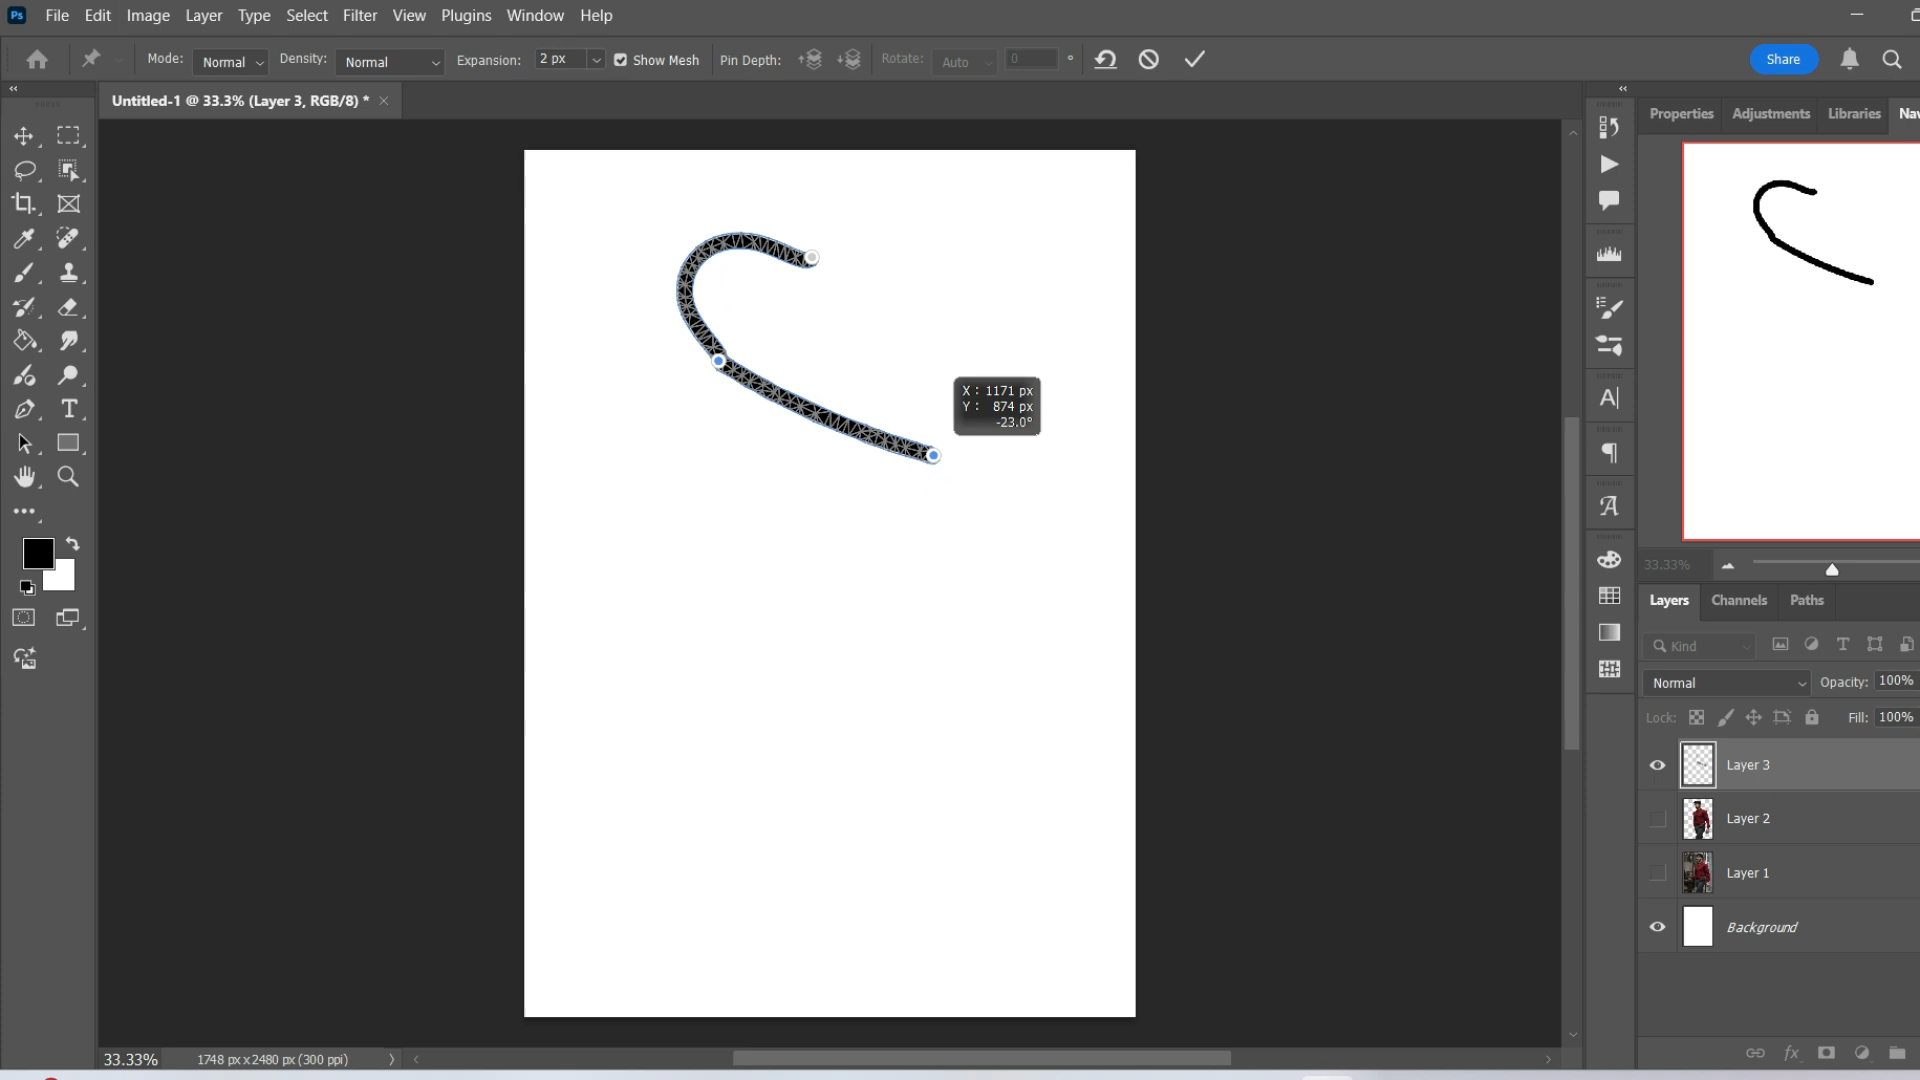 Ps File Edit Image Layer Type Select Filter View Plugins Window Help
Mode: Normal Density: Normal Expansion: 2 px Show Mesh Pin Depth: Rotate: Auto 0 ° Share
Untitled-1 @ 33.3% (Layer 3, RGB/8) * ×
Properties Adjustments Libraries Nav
X : 1171 px
Y : 874 px
-23.0°
33.33%
Layers Channels Paths
Kind
Normal Opacity: 100%
Lock: Fill: 100%
Layer 3
Layer 2
Layer 1
Background
fx
33.33% 1748 px x 2480 px (300 ppi)